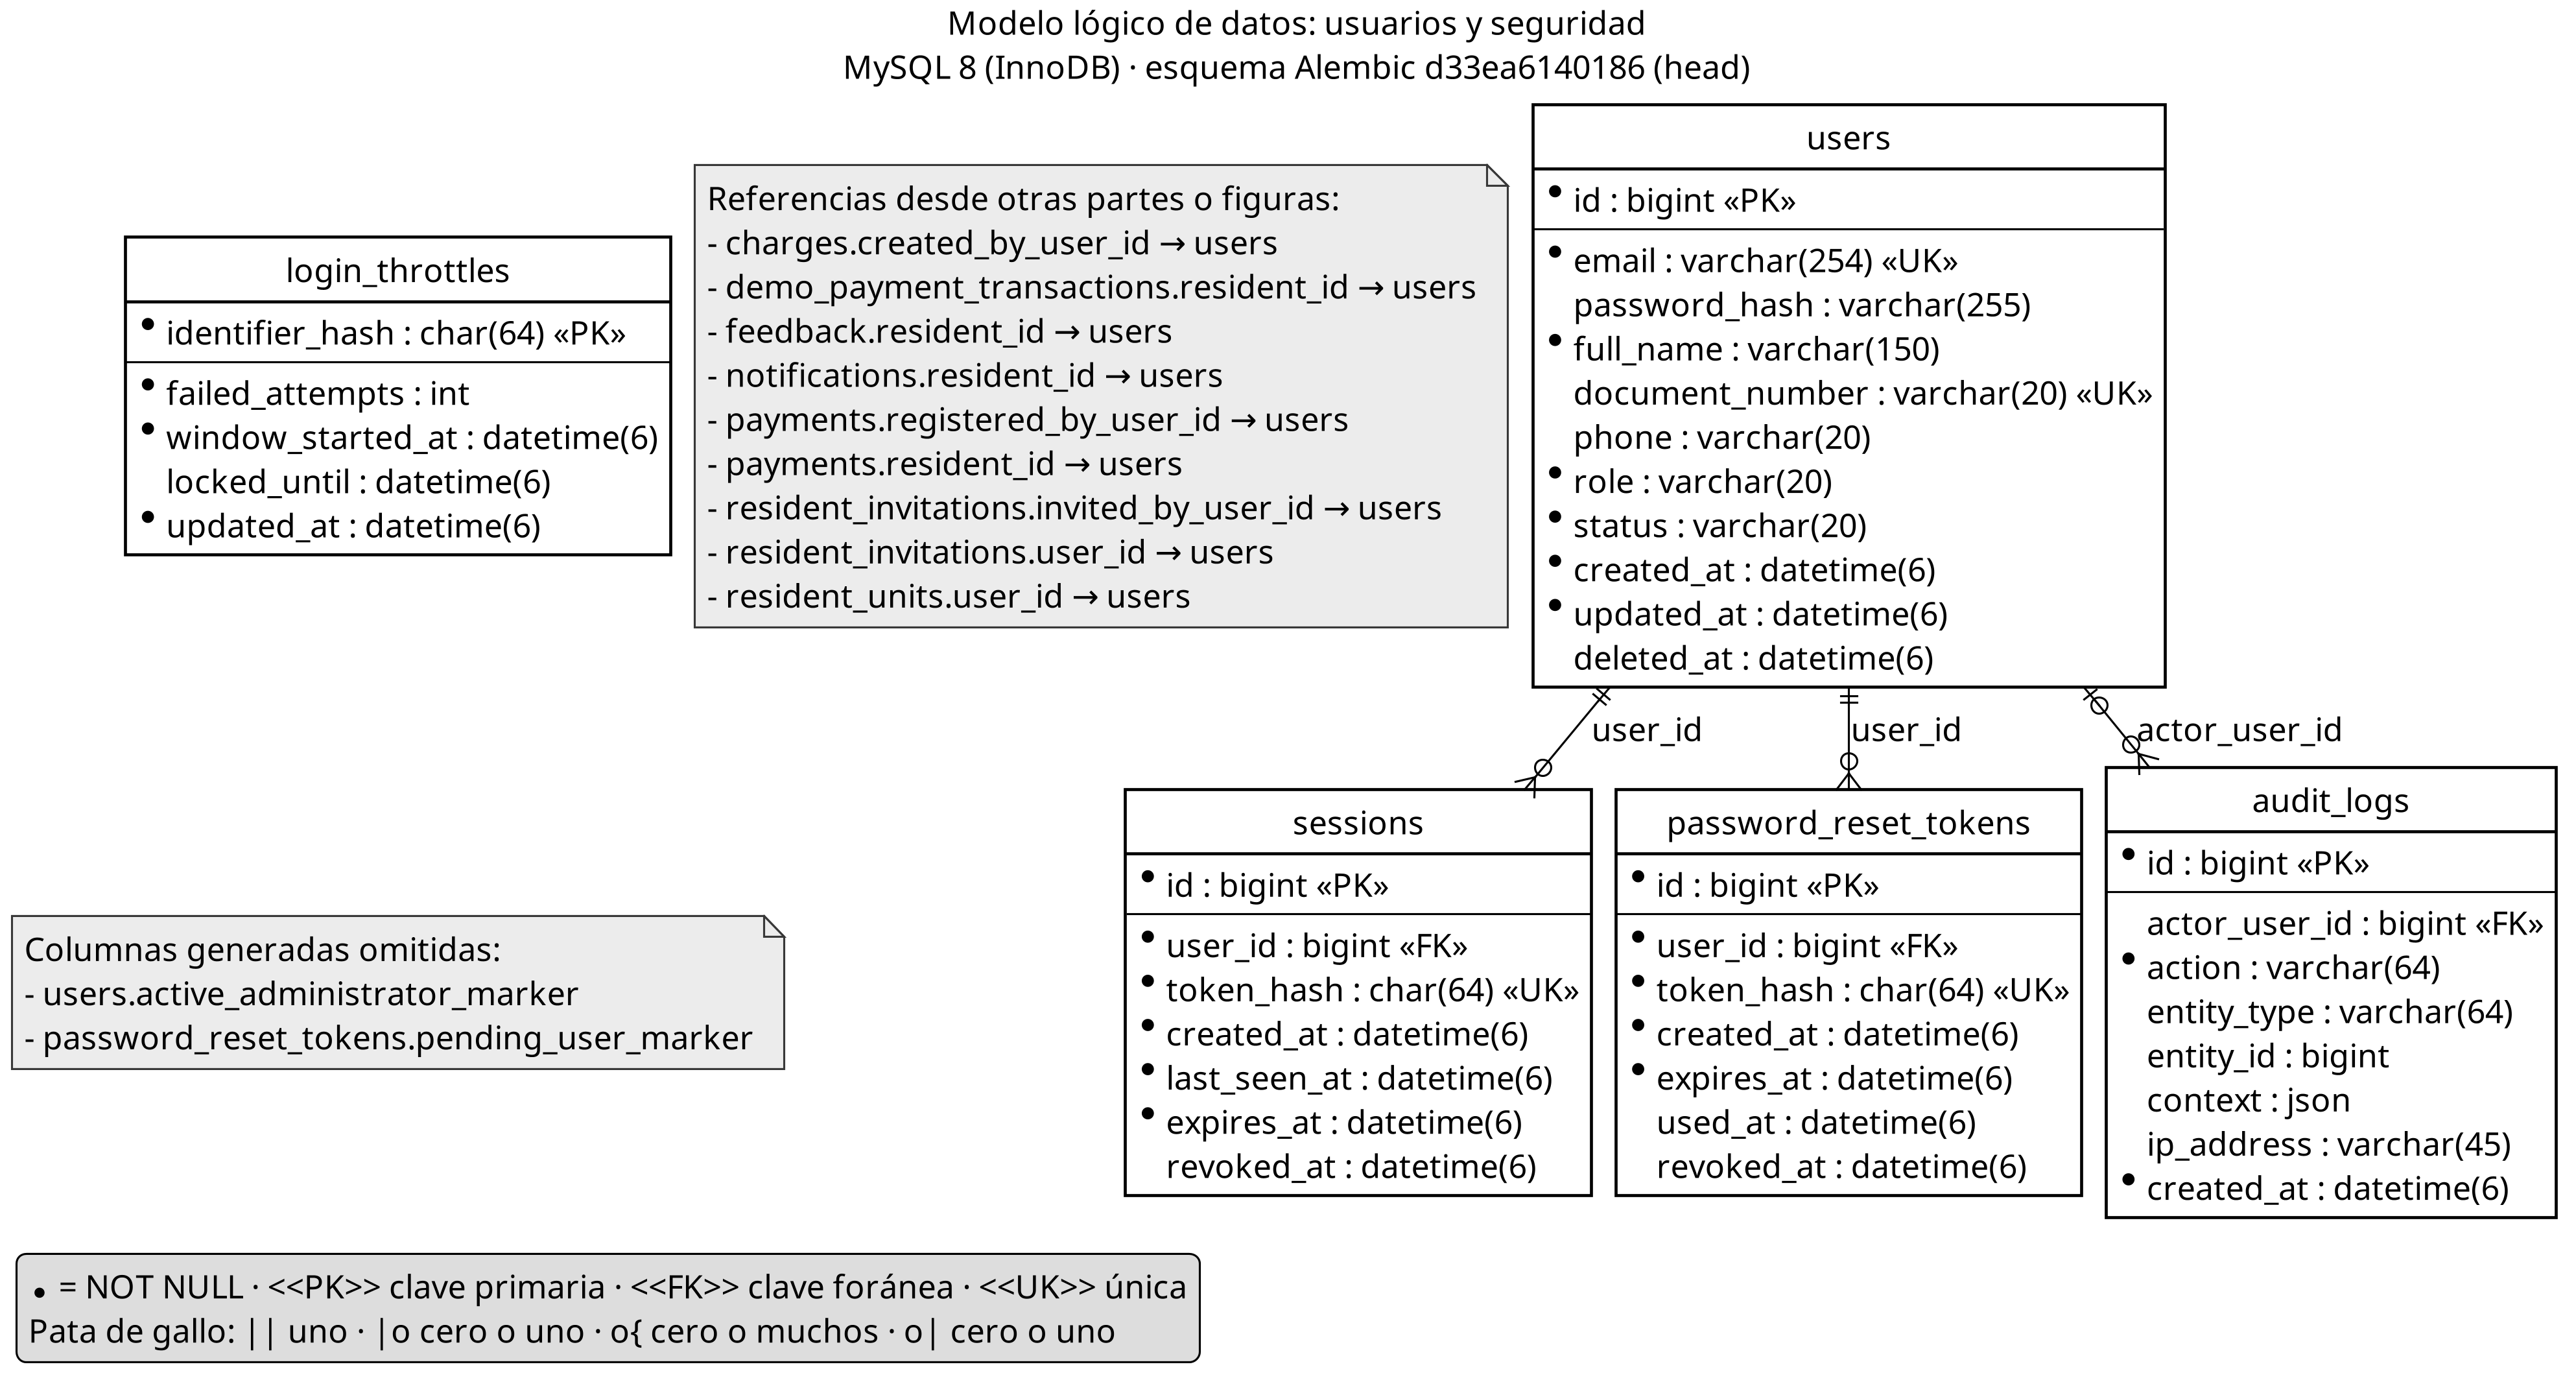 Modelo lógico de datos: usuarios y seguridad
MySQL 8 (InnoDB) · esquema Alembic d33ea6140186 (head)
login_throttles
• identifier_hash : char(64) «PK»
• failed_attempts : int
• window_started_at : datetime(6)
locked_until : datetime(6)
• updated_at : datetime(6)
Referencias desde otras partes o figuras:
- charges.created_by_user_id → users
- demo_payment_transactions.resident_id → users
- feedback.resident_id → users
- notifications.resident_id → users
- payments.registered_by_user_id → users
- payments.resident_id → users
- resident_invitations.invited_by_user_id → users
- resident_invitations.user_id → users
- resident_units.user_id → users
users
• id : bigint «PK»
• email : varchar(254) «UK»
password_hash : varchar(255)
• full_name : varchar(150)
document_number : varchar(20) «UK»
phone : varchar(20)
• role : varchar(20)
• status : varchar(20)
• created_at : datetime(6)
• updated_at : datetime(6)
deleted_at : datetime(6)
user_id
user_id
actor_user_id
Columnas generadas omitidas:
- users.active_administrator_marker
- password_reset_tokens.pending_user_marker
sessions
• id : bigint «PK»
• user_id : bigint «FK»
• token_hash : char(64) «UK»
• created_at : datetime(6)
• last_seen_at : datetime(6)
• expires_at : datetime(6)
revoked_at : datetime(6)
password_reset_tokens
• id : bigint «PK»
• user_id : bigint «FK»
• token_hash : char(64) «UK»
• created_at : datetime(6)
• expires_at : datetime(6)
used_at : datetime(6)
revoked_at : datetime(6)
audit_logs
• id : bigint «PK»
actor_user_id : bigint «FK»
• action : varchar(64)
entity_type : varchar(64)
entity_id : bigint
context : json
ip_address : varchar(45)
• created_at : datetime(6)
• = NOT NULL · <<PK>> clave primaria · <<FK>> clave foránea · <<UK>> única
Pata de gallo: || uno · |o cero o uno · o{ cero o muchos · o| cero o uno